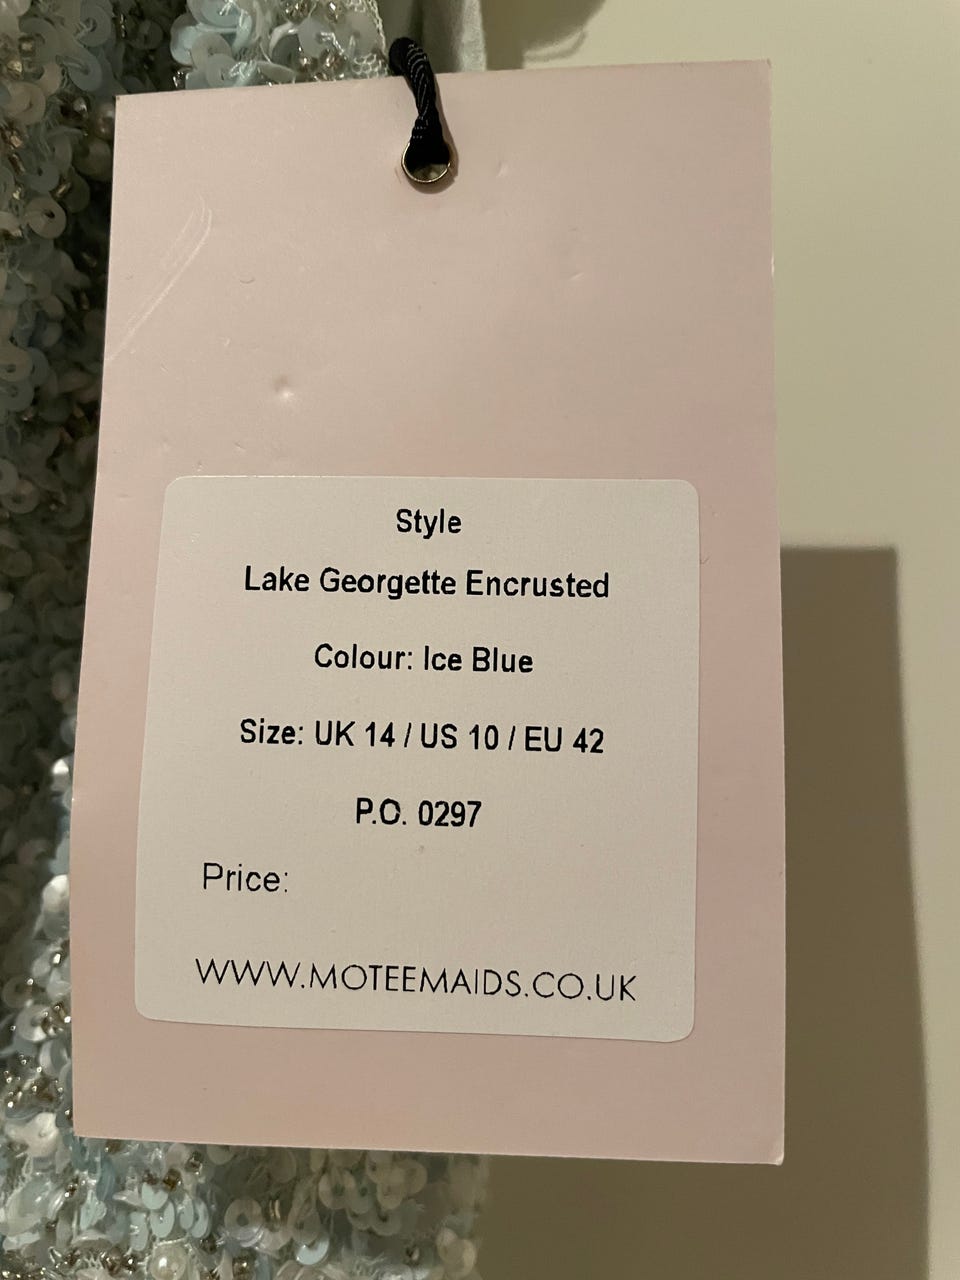 Style
Lake Georgette Encrusted
Colour: Ice Blue
Size: UK 14 / US 10 / EU 42
P.O. 0297
Price:
WWW.MOTEEMAIDS.CO.UK